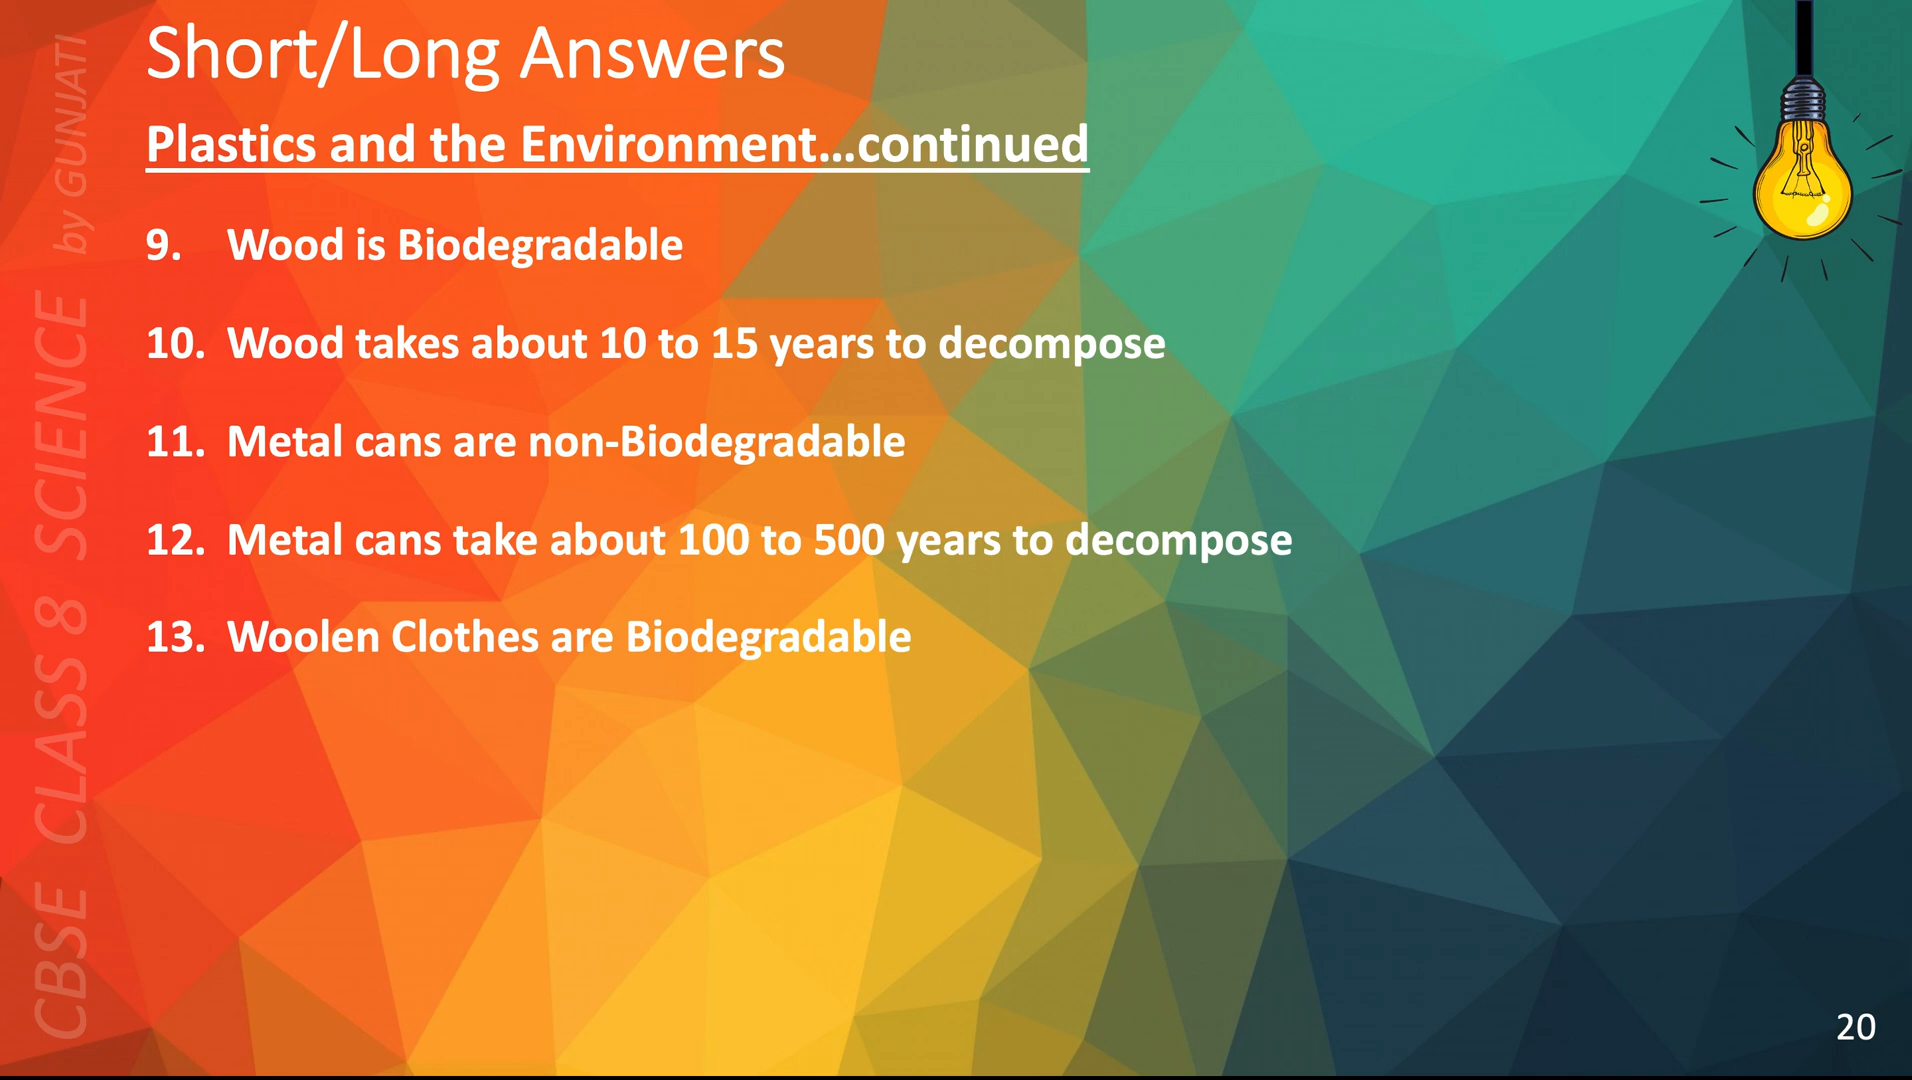 Short/Long Answers
Plastics and the Environment...continued
9. Wood is Biodegradable
10. Wood takes about 10 to 15 years to decompose
11. Metal cans are non-Biodegradable
12. Metal cans take about 100 to 500 years to decompose
13. Woolen Clothes are Biodegradable
CBSE CLASS 8 SCIENCE by GUNJATI
20